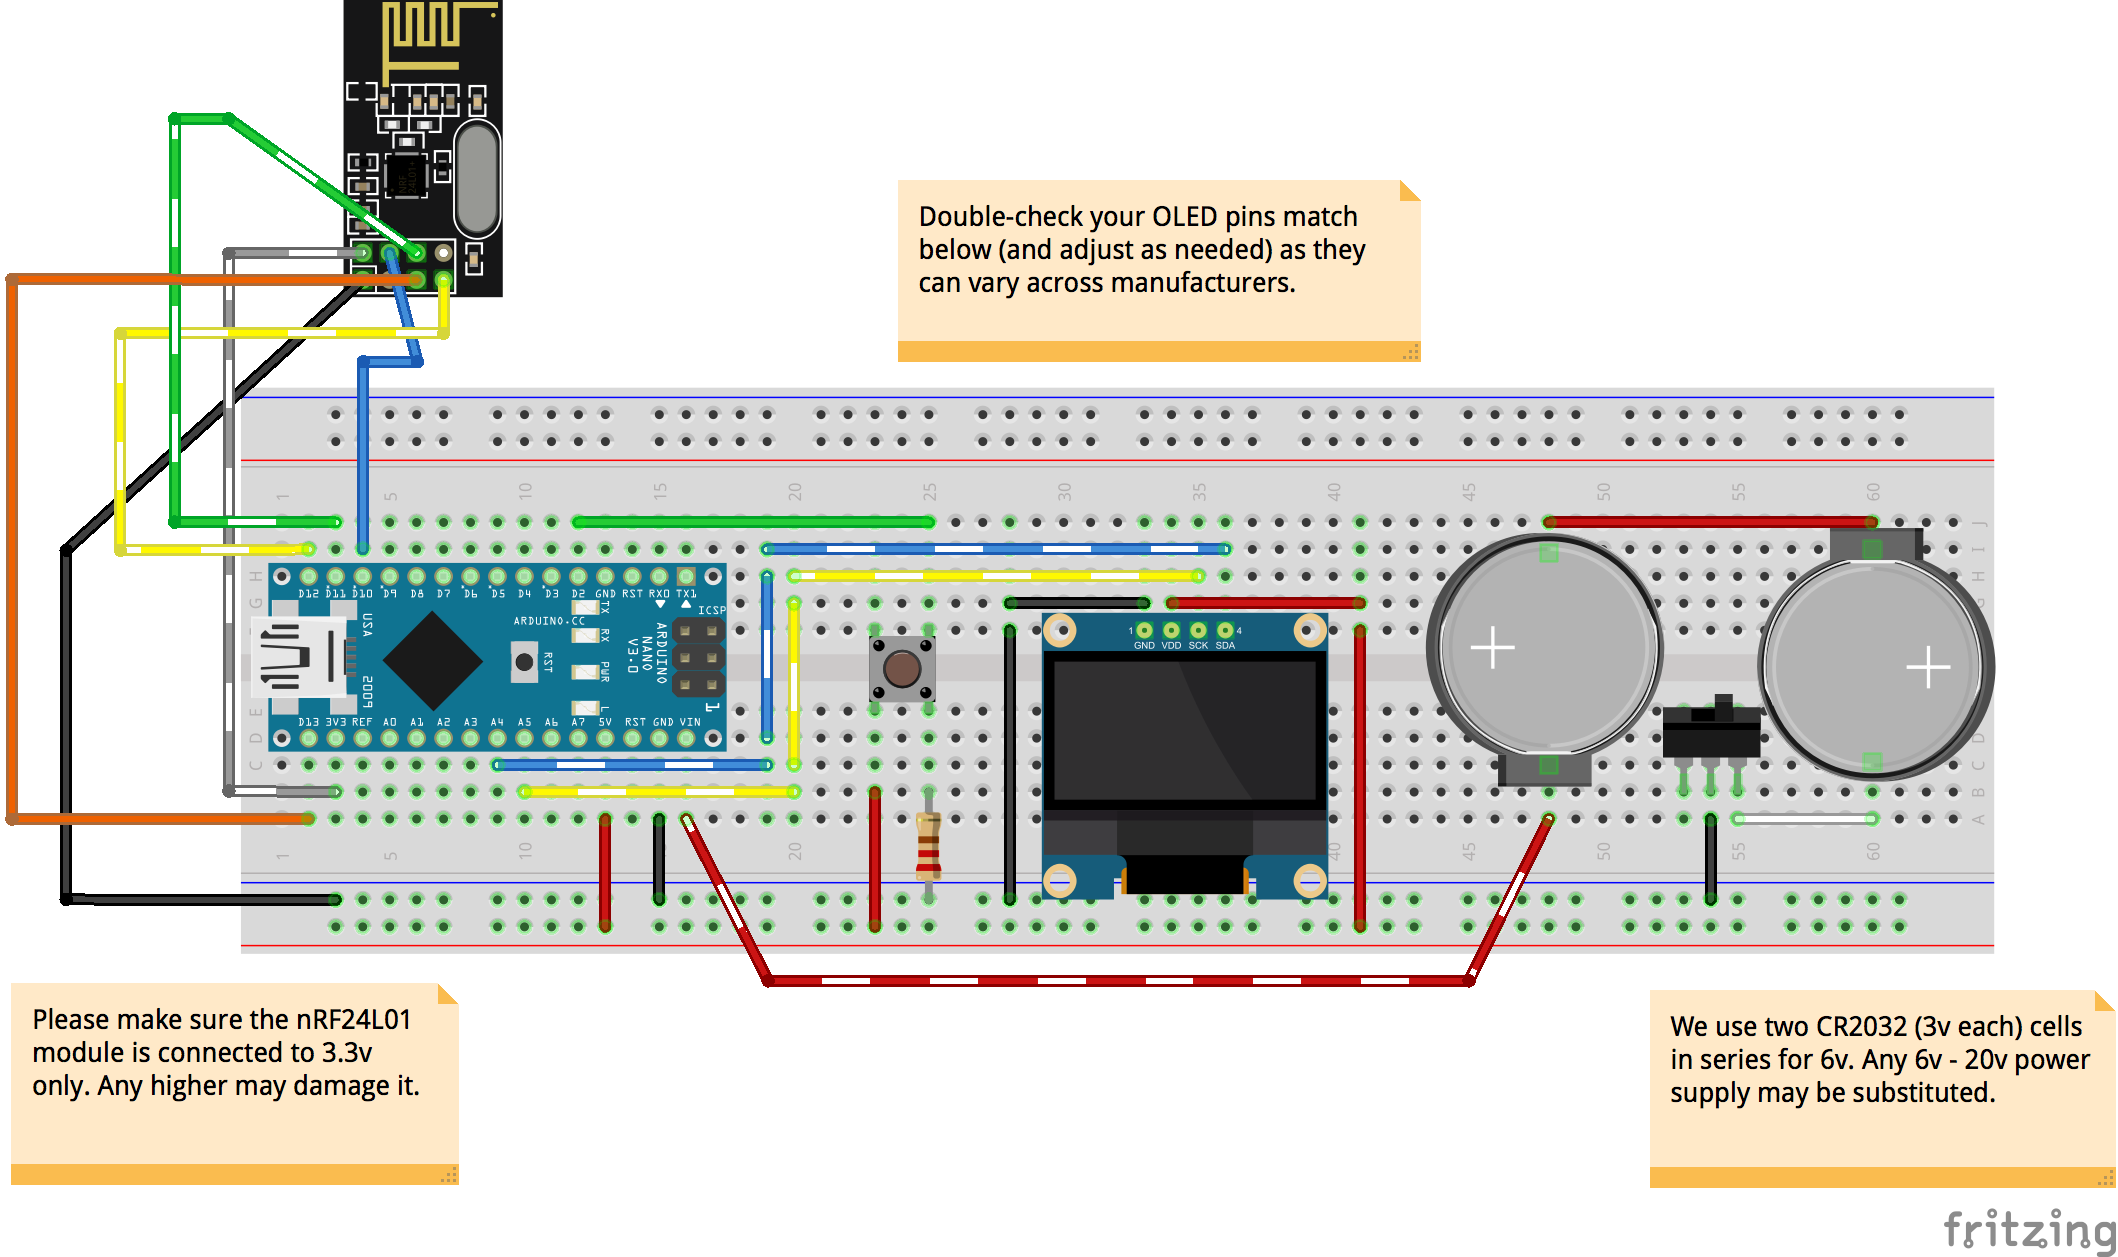 NRF
24L01+
Double-check your OLED pins match
below (and adjust as needed) as they
can vary across manufacturers.
1 5 10 15 20 25 30 35 40 45 50 55 60
J
I
H
G
D12 D11 D10 D9 D8 D7 D6 D5 D4 D3 D2 GND RST RX0 TX1
ICSP
ARDUINO.CC
TX
RX
PWR
L
RST
USA
2009
ARDUINO
NANO
V3.0
1
D13 3V3 REF A0 A1 A2 A3 A4 A5 A6 A7 5V RST GND VIN
1 4
GND VDD SCK SDA
E
D
C
D
C
B
A
1 5 10 15 20 40 45 50 55 60
Please make sure the nRF24L01
module is connected to 3.3v
only. Any higher may damage it.
We use two CR2032 (3v each) cells
in series for 6v. Any 6v - 20v power
supply may be substituted.
fritzing